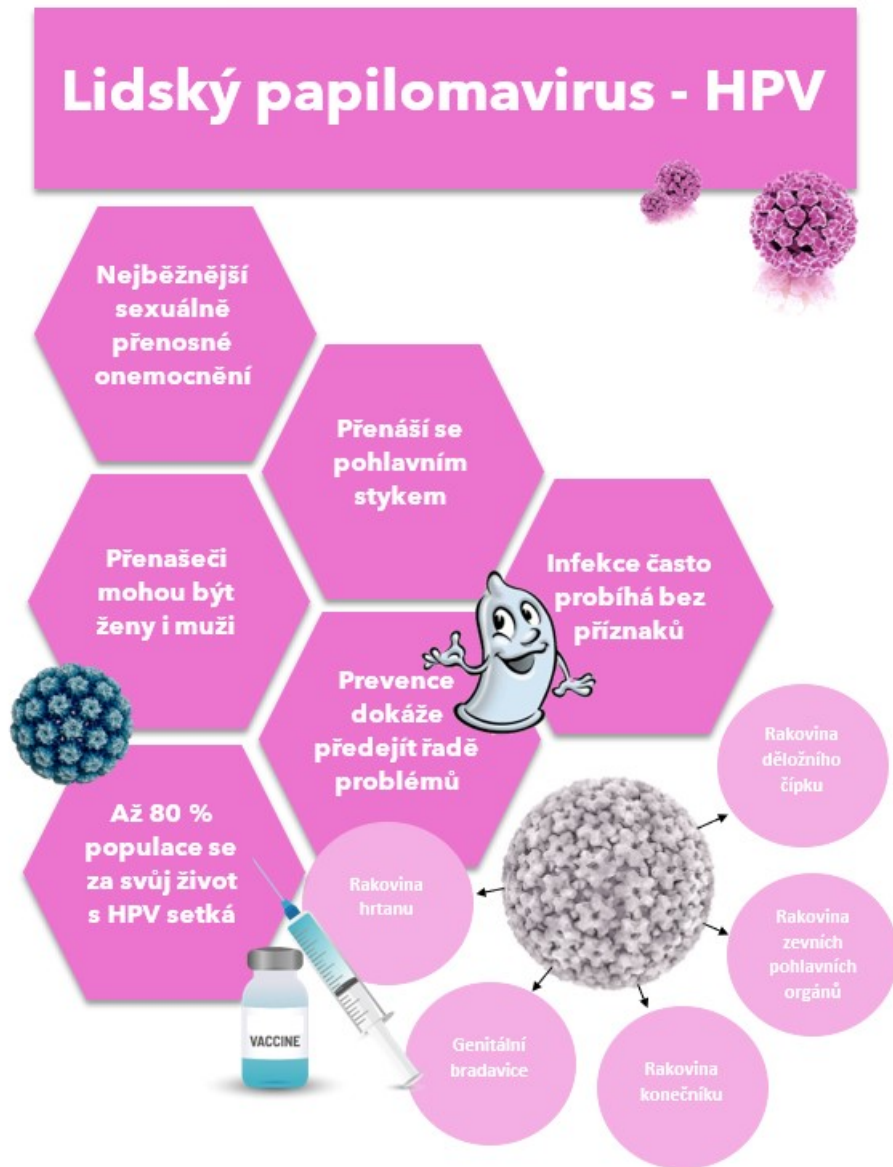 Lidský papilomavirus - HPV
Nejběžnější
sexuálně
přenosné
onemocnění
Přenáší se
pohlavním
stykem
Přenašeči
mohou být
ženy i muži
Infekce často
probíhá bez
příznaků
Prevence
dokáže
předejít řadě
problémů
Až 80 %
populace se
za svůj život
s HPV setká
Rakovina
děložního
čípku
Rakovina
hrtanu
Rakovina
zevních
pohlavních
orgánů
Genitální
bradavice
Rakovina
konečníku
VACCINE